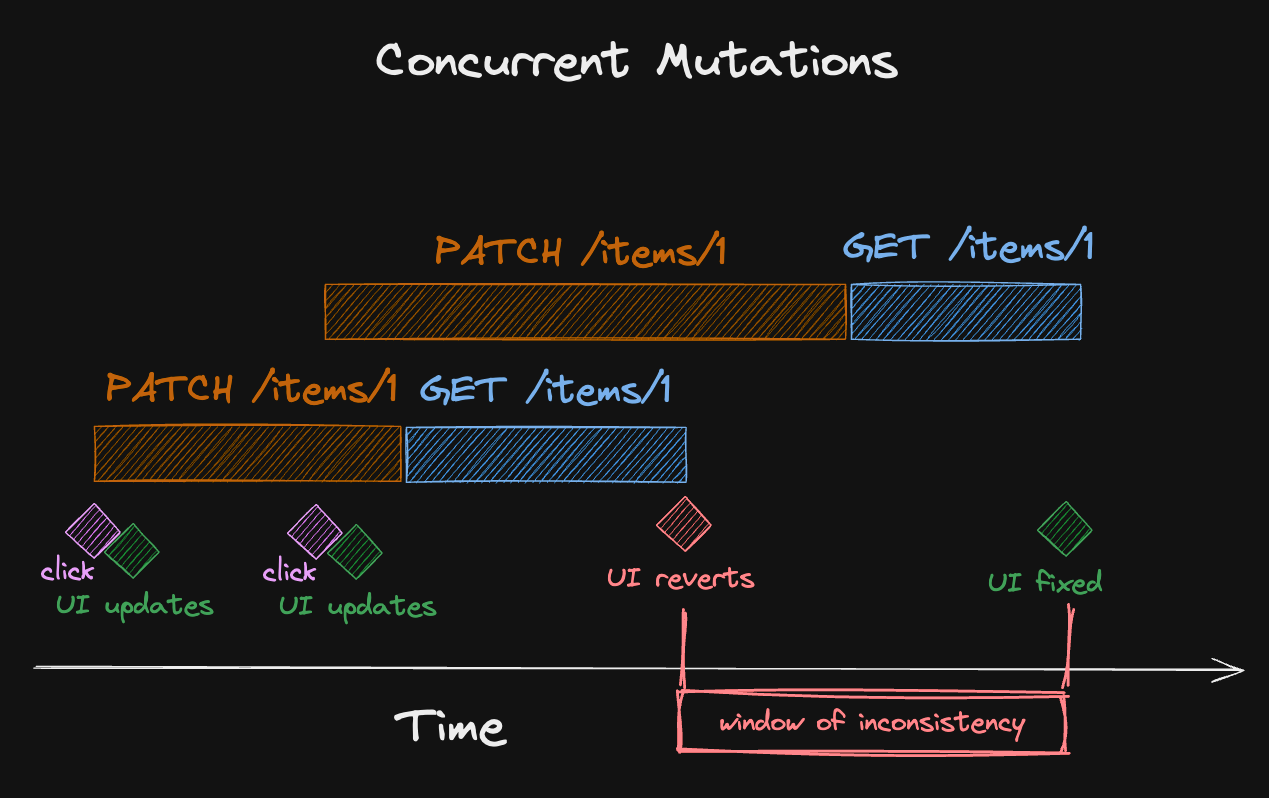 Concurrent Mutations
PATCH /items/1
GET /items/1
PATCH /items/1
GET /items/1
click
UI updates
click
UI updates
UI reverts
UI fixed
Time
window of inconsistency